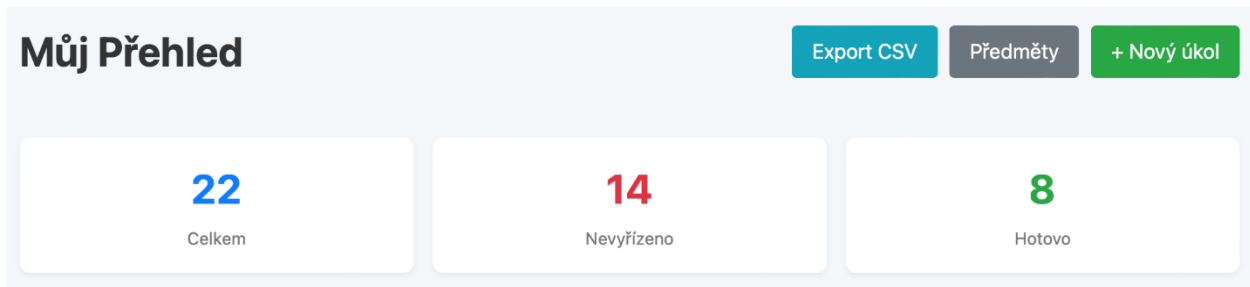 Můj Přehled
Export CSV
Předměty
+ Nový úkol
22
Celkem
14
Nevyřízeno
8
Hotovo